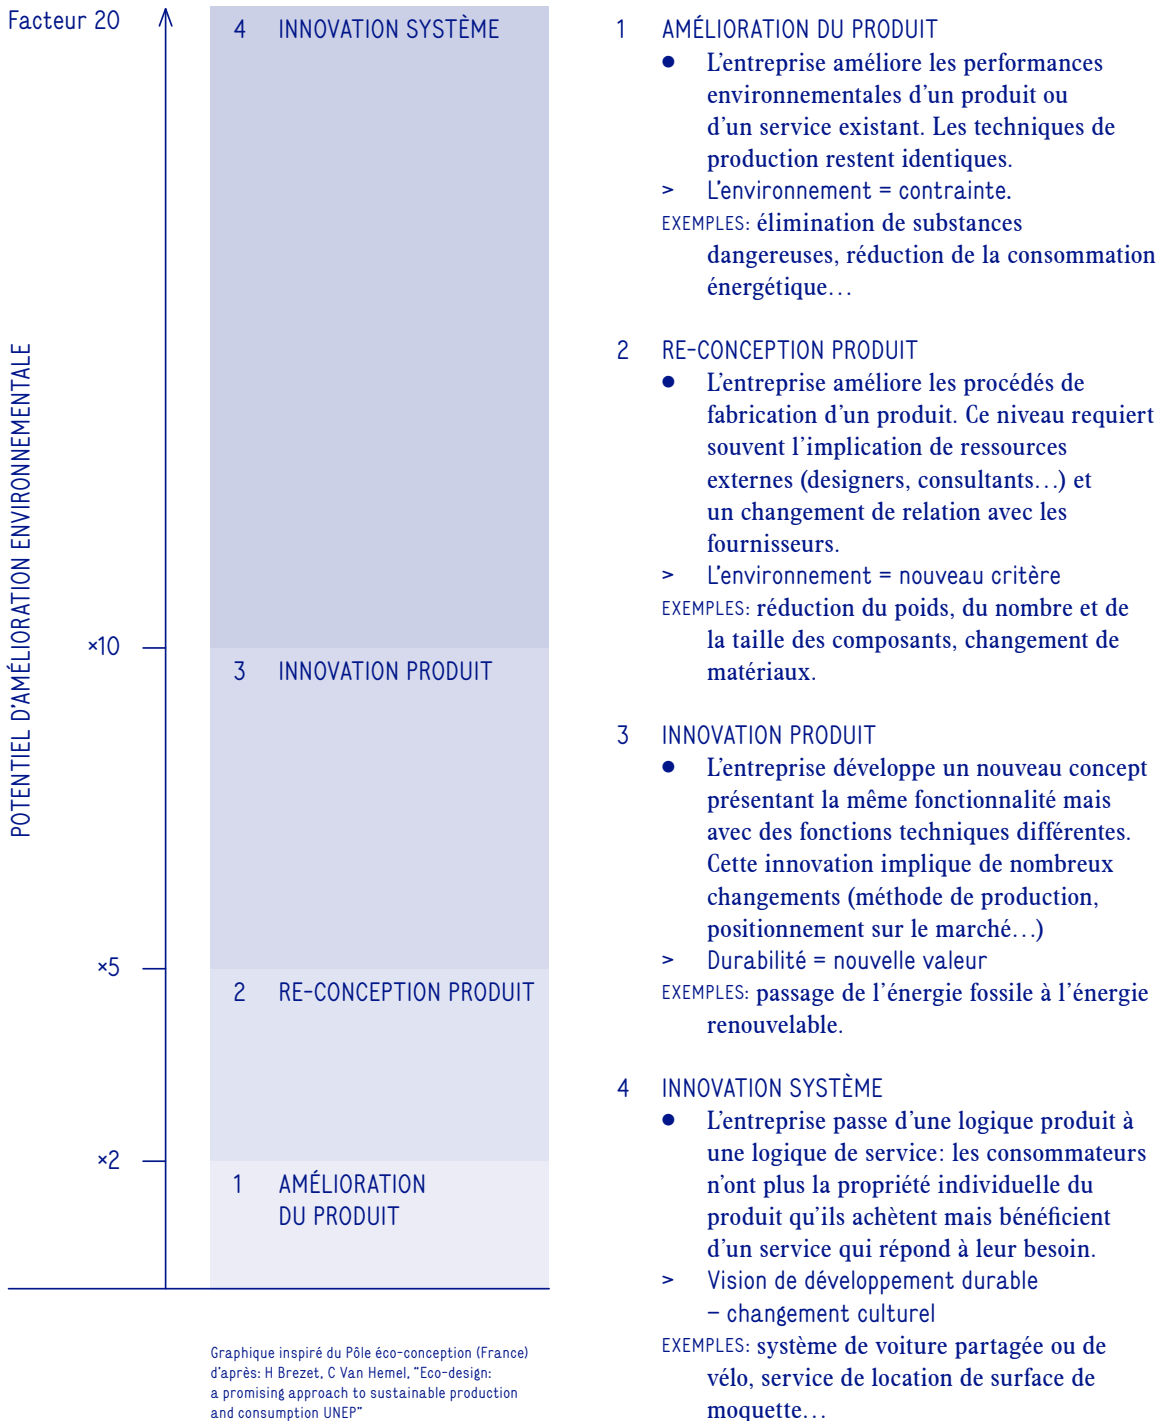 Facteur 20
4 INNOVATION SYSTÈME
POTENTIEL D'AMÉLIORATION ENVIRONNEMENTALE
×10
3 INNOVATION PRODUIT
×5
2 RE-CONCEPTION PRODUIT
×2
1 AMÉLIORATION
DU PRODUIT
Graphique inspiré du Pôle éco-conception (France)
d'après: H Brezet, C Van Hemel, "Eco-design:
a promising approach to sustainable production
and consumption UNEP"
1 AMÉLIORATION DU PRODUIT
● L'entreprise améliore les performances
environnementales d'un produit ou
d'un service existant. Les techniques de
production restent identiques.
> L'environnement = contrainte.
EXEMPLES: élimination de substances
dangereuses, réduction de la consommation
énergétique…
2 RE-CONCEPTION PRODUIT
● L'entreprise améliore les procédés de
fabrication d'un produit. Ce niveau requiert
souvent l'implication de ressources
externes (designers, consultants…) et
un changement de relation avec les
fournisseurs.
> L'environnement = nouveau critère
EXEMPLES: réduction du poids, du nombre et de
la taille des composants, changement de
matériaux.
3 INNOVATION PRODUIT
● L'entreprise développe un nouveau concept
présentant la même fonctionnalité mais
avec des fonctions techniques différentes.
Cette innovation implique de nombreux
changements (méthode de production,
positionnement sur le marché…)
> Durabilité = nouvelle valeur
EXEMPLES: passage de l'énergie fossile à l'énergie
renouvelable.
4 INNOVATION SYSTÈME
● L'entreprise passe d'une logique produit à
une logique de service: les consommateurs
n'ont plus la propriété individuelle du
produit qu'ils achètent mais bénéficient
d'un service qui répond à leur besoin.
> Vision de développement durable
– changement culturel
EXEMPLES: système de voiture partagée ou de
vélo, service de location de surface de
moquette…